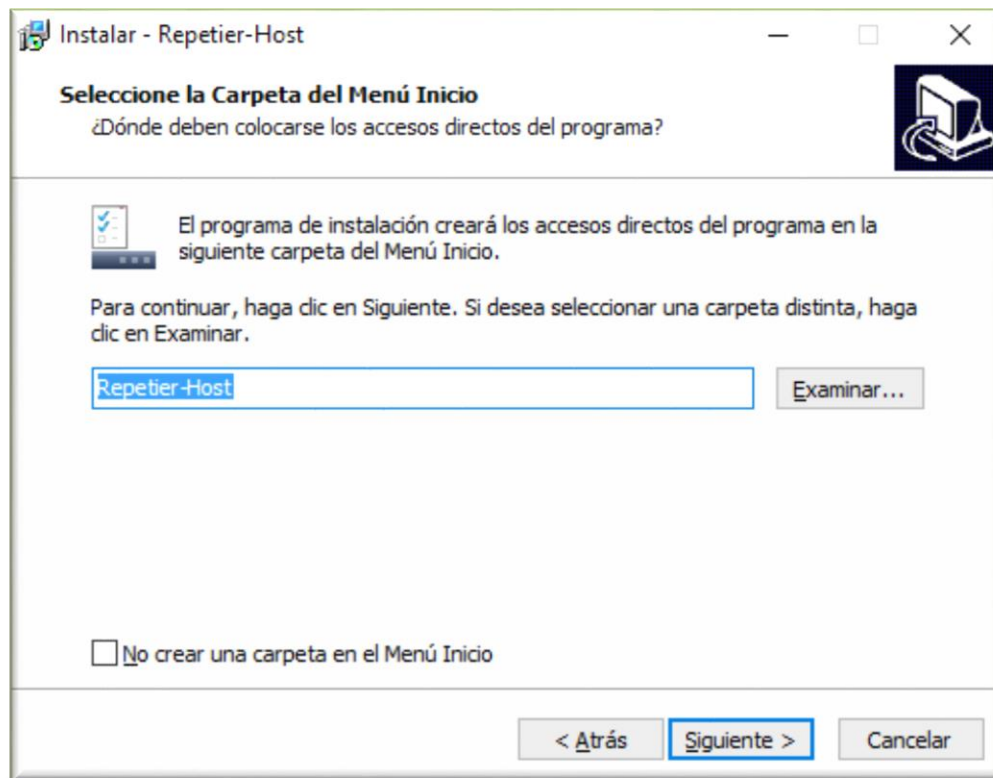 Instalar - Repetier-Host
Seleccione la Carpeta del Menú Inicio
¿Dónde deben colocarse los accesos directos del programa?
El programa de instalación creará los accesos directos del programa en la
siguiente carpeta del Menú Inicio.
Para continuar, haga clic en Siguiente. Si desea seleccionar una carpeta distinta, haga
clic en Examinar.
Repetier-Host
Examinar...
No crear una carpeta en el Menú Inicio
< Atrás
Siguiente >
Cancelar